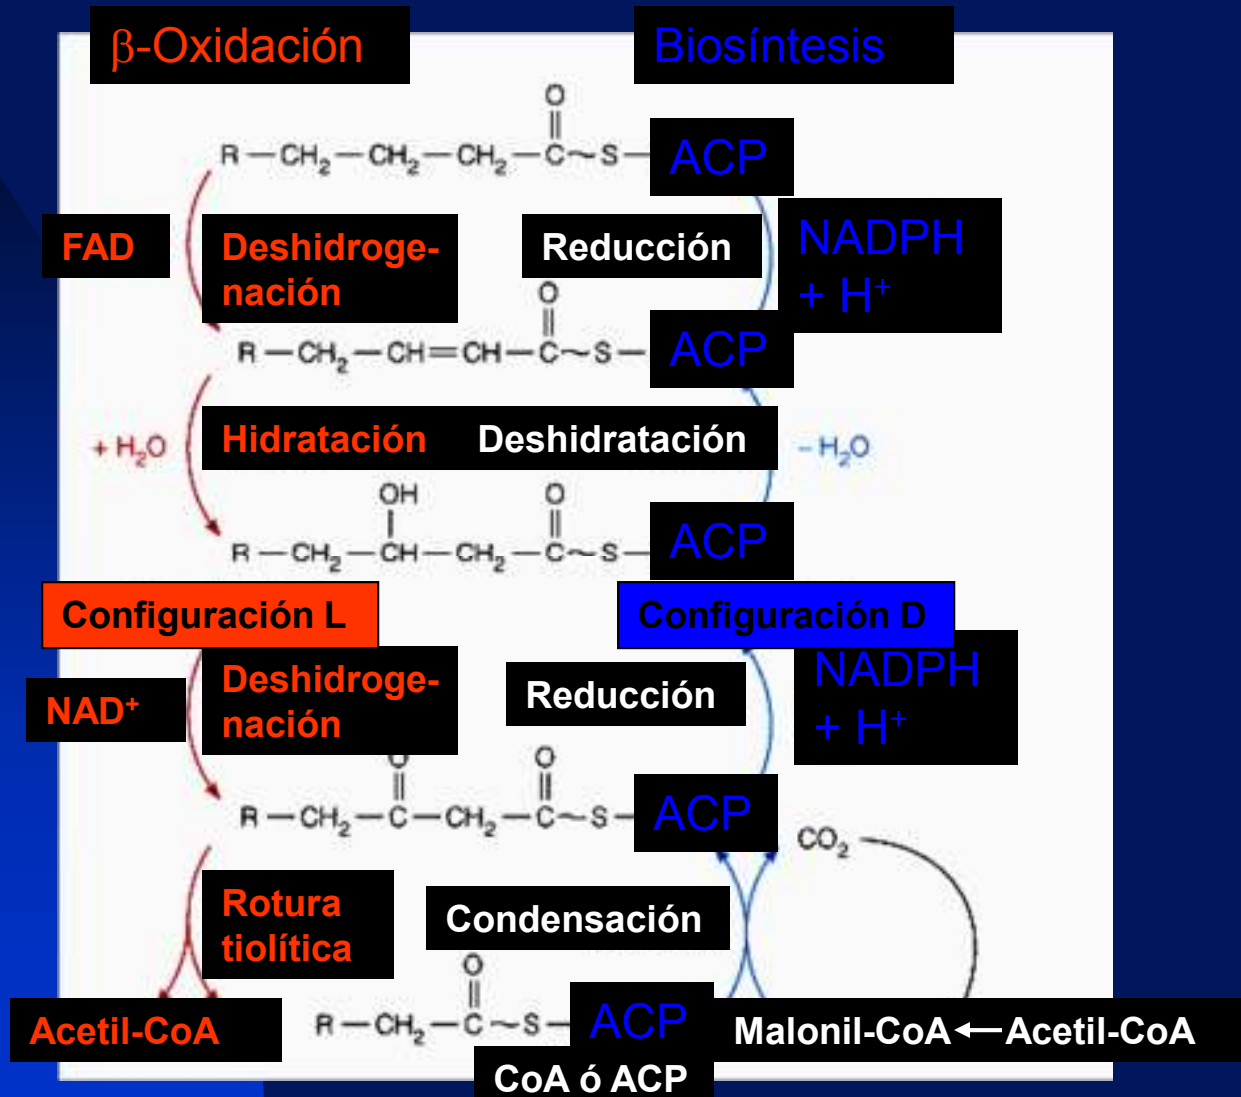 β-Oxidación
Biosíntesis
O
R—CH₂—CH₂—CH₂—C~S—ACP
FAD
Deshidroge-
nación
Reducción
NADPH
+ H⁺
O
R—CH₂—CH=CH—C~S—ACP
+ H₂O
Hidratación
Deshidratación
– H₂O
OH O
R—CH₂—CH—CH₂—C~S—ACP
Configuración L
Configuración D
NAD⁺
Deshidroge-
nación
Reducción
NADPH
+ H⁺
O O
R—CH₂—C—CH₂—C~S—ACP
CO₂
Rotura
tiolítica
Condensación
O
Acetil-CoA
R—CH₂—C~S—ACP
Malonil-CoA←Acetil-CoA
CoA ó ACP